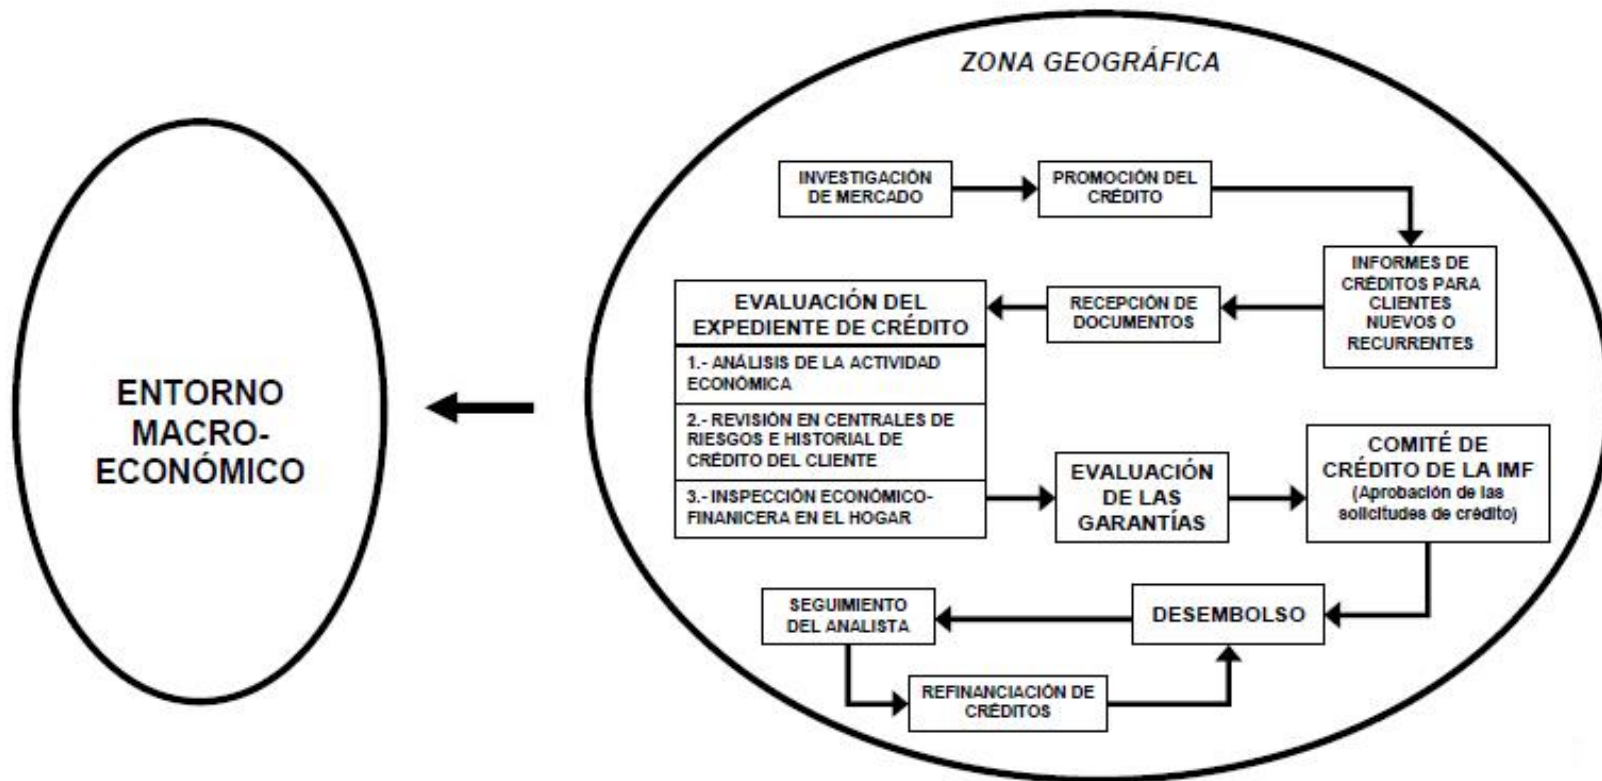 ZONA GEOGRÁFICA
INVESTIGACIÓN
DE MERCADO
PROMOCIÓN DEL
CRÉDITO
INFORMES DE
CRÉDITOS PARA
CLIENTES
NUEVOS O
RECURRENTES
RECEPCIÓN DE
DOCUMENTOS
EVALUACIÓN DEL
EXPEDIENTE DE CRÉDITO
1.- ANÁLISIS DE LA ACTIVIDAD
ECONÓMICA
2.- REVISIÓN EN CENTRALES DE
RIESGOS E HISTORIAL DE
CRÉDITO DEL CLIENTE
3.- INSPECCIÓN ECONÓMICO-
FINANICERA EN EL HOGAR
EVALUACIÓN
DE LAS
GARANTÍAS
COMITÉ DE
CRÉDITO DE LA IMF
(Aprobación de las
solicitudes de crédito)
DESEMBOLSO
SEGUIMIENTO
DEL ANALISTA
REFINANCIACIÓN DE
CRÉDITOS
ENTORNO
MACRO-
ECONÓMICO